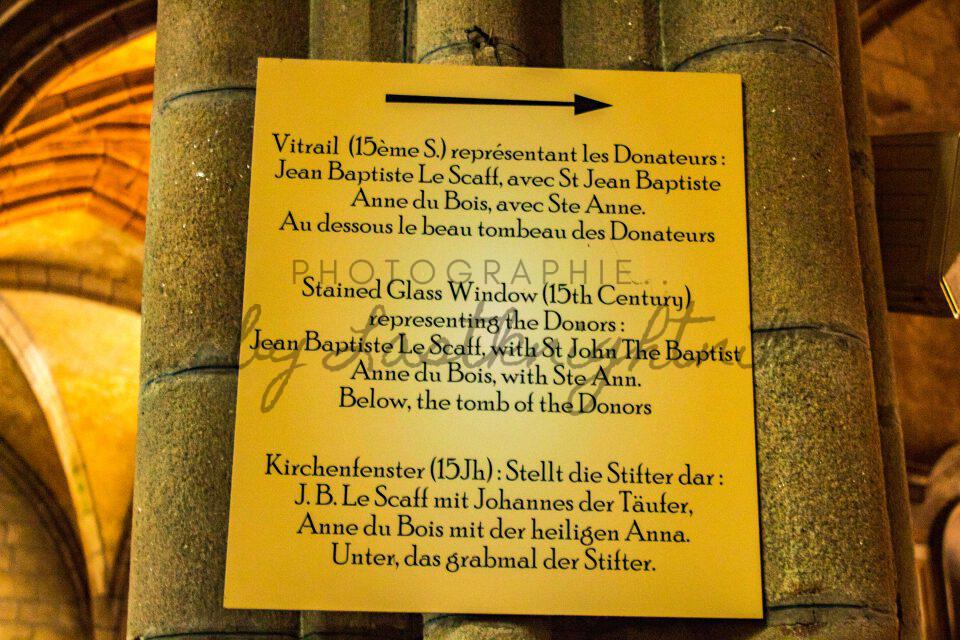 Vitrail (15ème S.) représentant les Donateurs :
Jean Baptiste Le Scaff, avec St Jean Baptiste
Anne du Bois, avec Ste Anne.
Au dessous le beau tombeau des Donateurs
PHOTOGRAPHIE...
Stained Glass Window (15th Century)
representing the Donors :
Jean Baptiste Le Scaff, with St John The Baptist
by
Anne du Bois, with Ste Ann.
Below, the tomb of the Donors
Kirchenfenster (15Jh) : Stellt die Stifter dar :
J. B. Le Scaff mit Johannes der Täufer,
Anne du Bois mit der heiligen Anna.
Unter, das grabmal der Stifter.